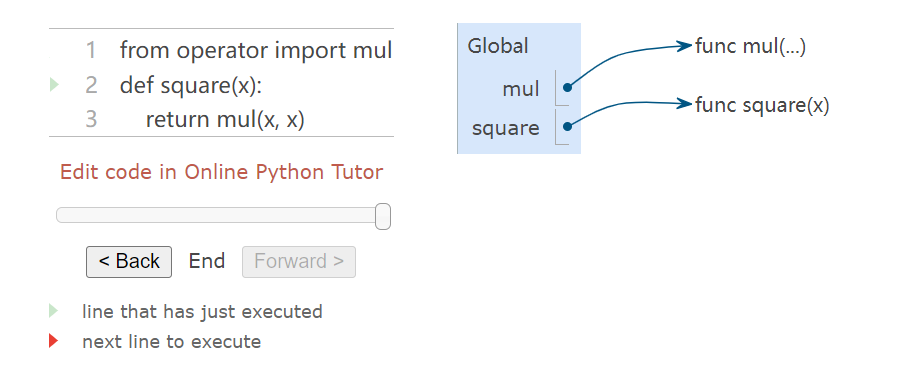 1 from operator import mul
2 def square(x):
3 return mul(x, x)
Edit code in Online Python Tutor
< Back End Forward >
line that has just executed
next line to execute
Global
mul
square
func mul(...)
func square(x)